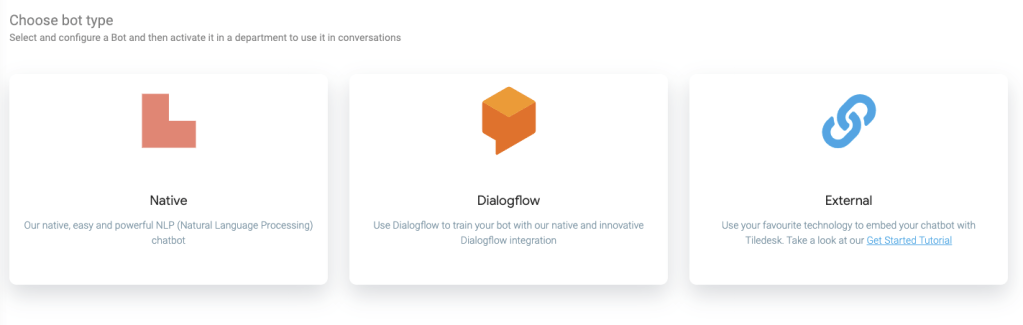 Choose bot type
Select and configure a Bot and then activate it in a department to use it in conversations
Native
Our native, easy and powerful NLP (Natural Language Processing)
chatbot
Dialogflow
Use Dialogflow to train your bot with our native and innovative
Dialogflow integration
External
Use your favourite technology to embed your chatbot with
Tiledesk. Take a look at our Get Started Tutorial